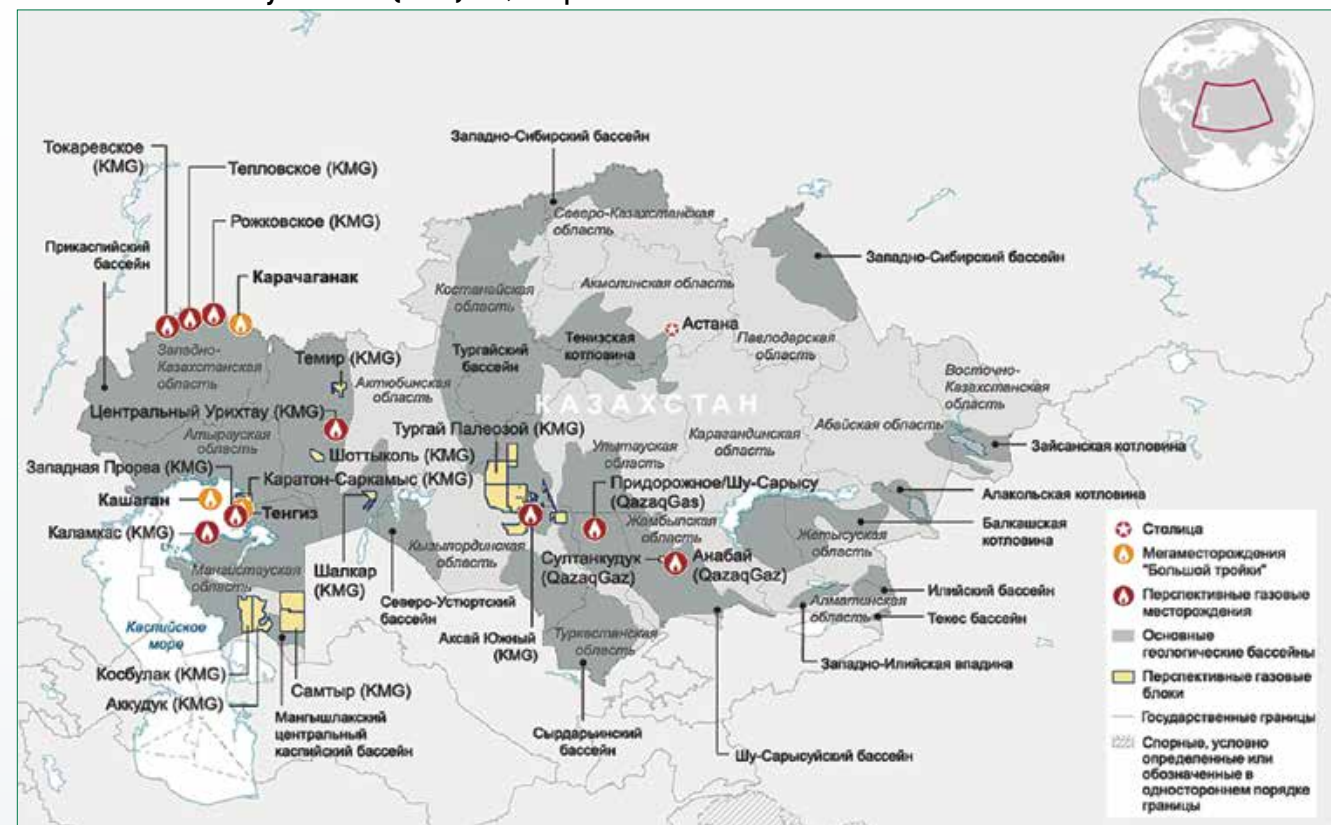 Западно-Сибирский бассейн
Токаревское
(KMG)
Тепловское (KMG)
Рожковское (KMG)
Прикаспийский
бассейн
Карачаганак
Северо-Казахстанская
область
Западно-Сибирский бассейн
Костанайская
область
Акмолинская область
Астана
Павлодарская
область
Западно-
Казахстанская
область
Темир (KMG)
Актюбинская
область
Тургайский
бассейн
Тенизская
котловина
Восточно-
Казахстанская
область
КАЗАХСТАН
Центральный Урихтау (KMG)
Атырауская
область
Тургай Палеозой (KMG)
Улытауская
область
Карагандинская
область
Абайская область
Зайсанская котловина
Западная Прорва (KMG)
Шоттыколь (KMG)
Каратон-Саркамыс (KMG)
Кашаган
Тенгиз
Придорожное/Шу-Сарысу
(QazaqGas)
Алакольская котловина
Каламкас (KMG)
Жамбылская
область
Жетысуская
область
Балкашская
котловина
Кызылординская
область
Мангистауская
область
Шалкар
(KMG)
Султанкудук
(QazaqGaz)
Анабай
(QazaqGaz)
Северо-Устюртский
бассейн
Аксай Южный
(KMG)
Алматинская
область
Илийский бассейн
Текес бассейн
Каспийское
море
Туркестанская
область
Западно-Илийская впадина
Косбулак (KMG)
Самтыр (KMG)
Аккудук (KMG)
Мангышлакский
центральный
каспийский бассейн
Сырдарьинский
бассейн
Шу-Сарысуйский бассейн
Столица
Мегаместорождения
"Большой тройки"
Перспективные газовые
месторождения
Основные
геологические бассейны
Перспективные газовые
блоки
Государственные границы
Спорные, условно
определенные или
обозначенные в
одностороннем порядке
границы